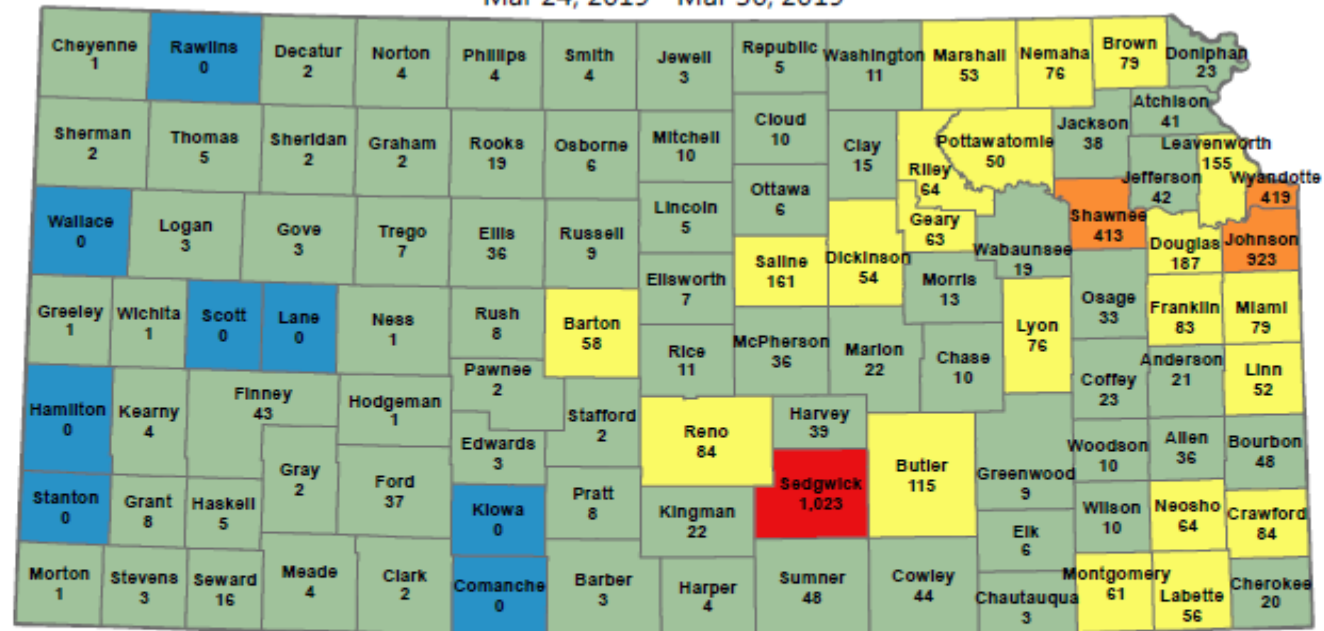 Mar 24, 2019 - Mar 30, 2019
Cheyenne
1
Rawlins
0
Decatur
2
Norton
4
Phillips
4
Smith
4
Jewell
3
Republic
5
Washington
11
Marshall
53
Nemaha
76
Brown
79
Doniphan
23
Sherman
2
Thomas
5
Sheridan
2
Graham
2
Rooks
19
Osborne
6
Mitchell
10
Cloud
10
Clay
15
Riley
64
Pottawatomie
50
Jackson
38
Atchison
41
Jefferson
42
Leavenworth
155
Wyandotte
419
Wallace
0
Logan
3
Gove
3
Trego
7
Ellis
36
Russell
9
Lincoln
5
Ottawa
6
Saline
161
Dickinson
54
Geary
63
Wabaunsee
19
Shawnee
413
Douglas
187
Johnson
923
Ellsworth
7
Morris
13
Greeley
1
Wichita
1
Scott
0
Lane
0
Ness
1
Rush
8
Barton
58
Rice
11
McPherson
36
Marion
22
Chase
10
Lyon
76
Osage
33
Franklin
83
Miami
79
Hamilton
0
Kearny
4
Finney
43
Hodgeman
1
Pawnee
2
Stafford
2
Reno
84
Harvey
39
Coffey
23
Anderson
21
Linn
52
Edwards
3
Gray
2
Ford
37
Sedgwick
1,023
Butler
115
Greenwood
9
Woodson
10
Allen
36
Bourbon
48
Stanton
0
Grant
8
Haskell
5
Kiowa
0
Pratt
8
Kingman
22
Elk
6
Wilson
10
Neosho
64
Crawford
84
Morton
1
Stevens
3
Seward
16
Meade
4
Clark
2
Comanche
0
Barber
3
Harper
4
Sumner
48
Cowley
44
Chautauqua
3
Montgomery
61
Labette
56
Cherokee
20